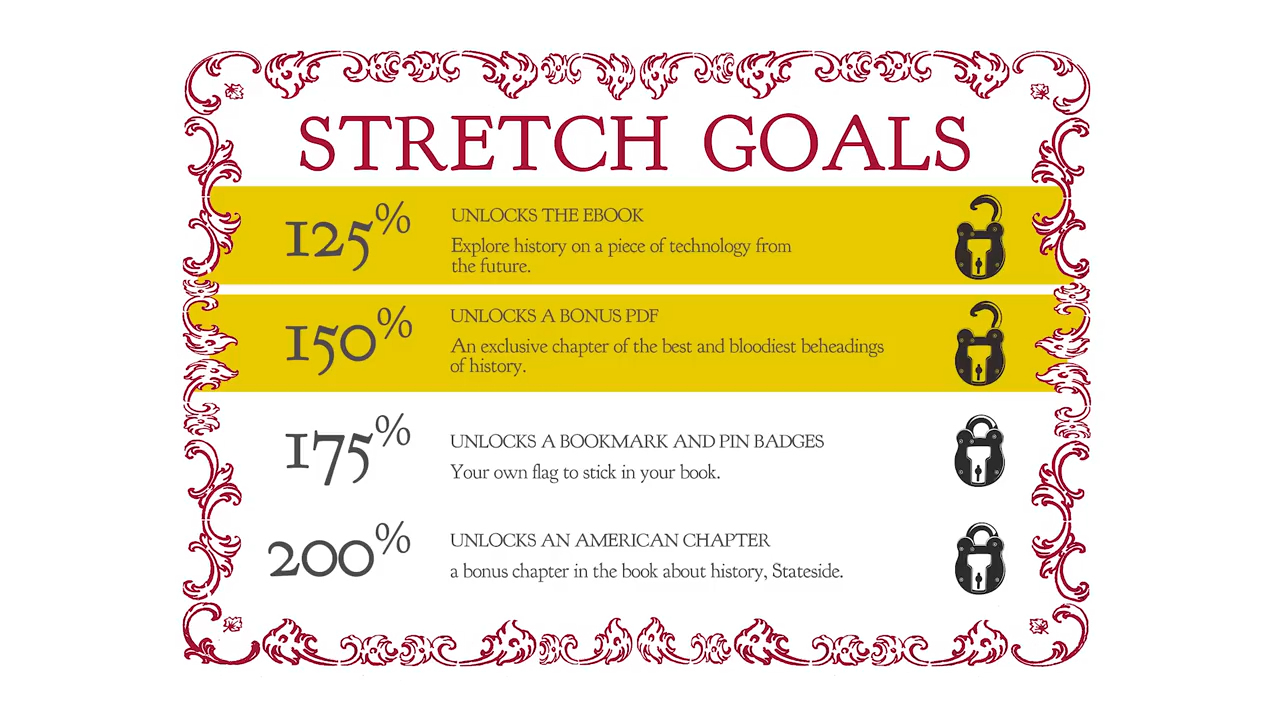 STRETCH GOALS
125%
UNLOCKS THE EBOOK
Explore history on a piece of technology from
the future.
150%
UNLOCKS A BONUS PDF
An exclusive chapter of the best and bloodiest beheadings
of history.
175%
UNLOCKS A BOOKMARK AND PIN BADGES
Your own flag to stick in your book.
200%
UNLOCKS AN AMERICAN CHAPTER
a bonus chapter in the book about history, Stateside.